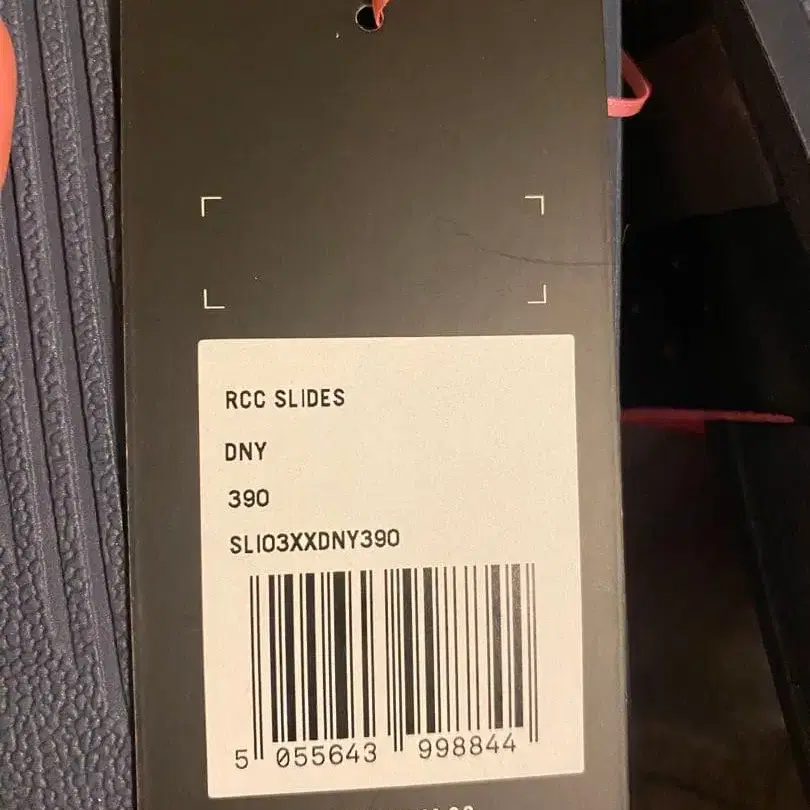 RCC SLIDES
DNY
390
SLI03XXDNY390
5 055643 998844